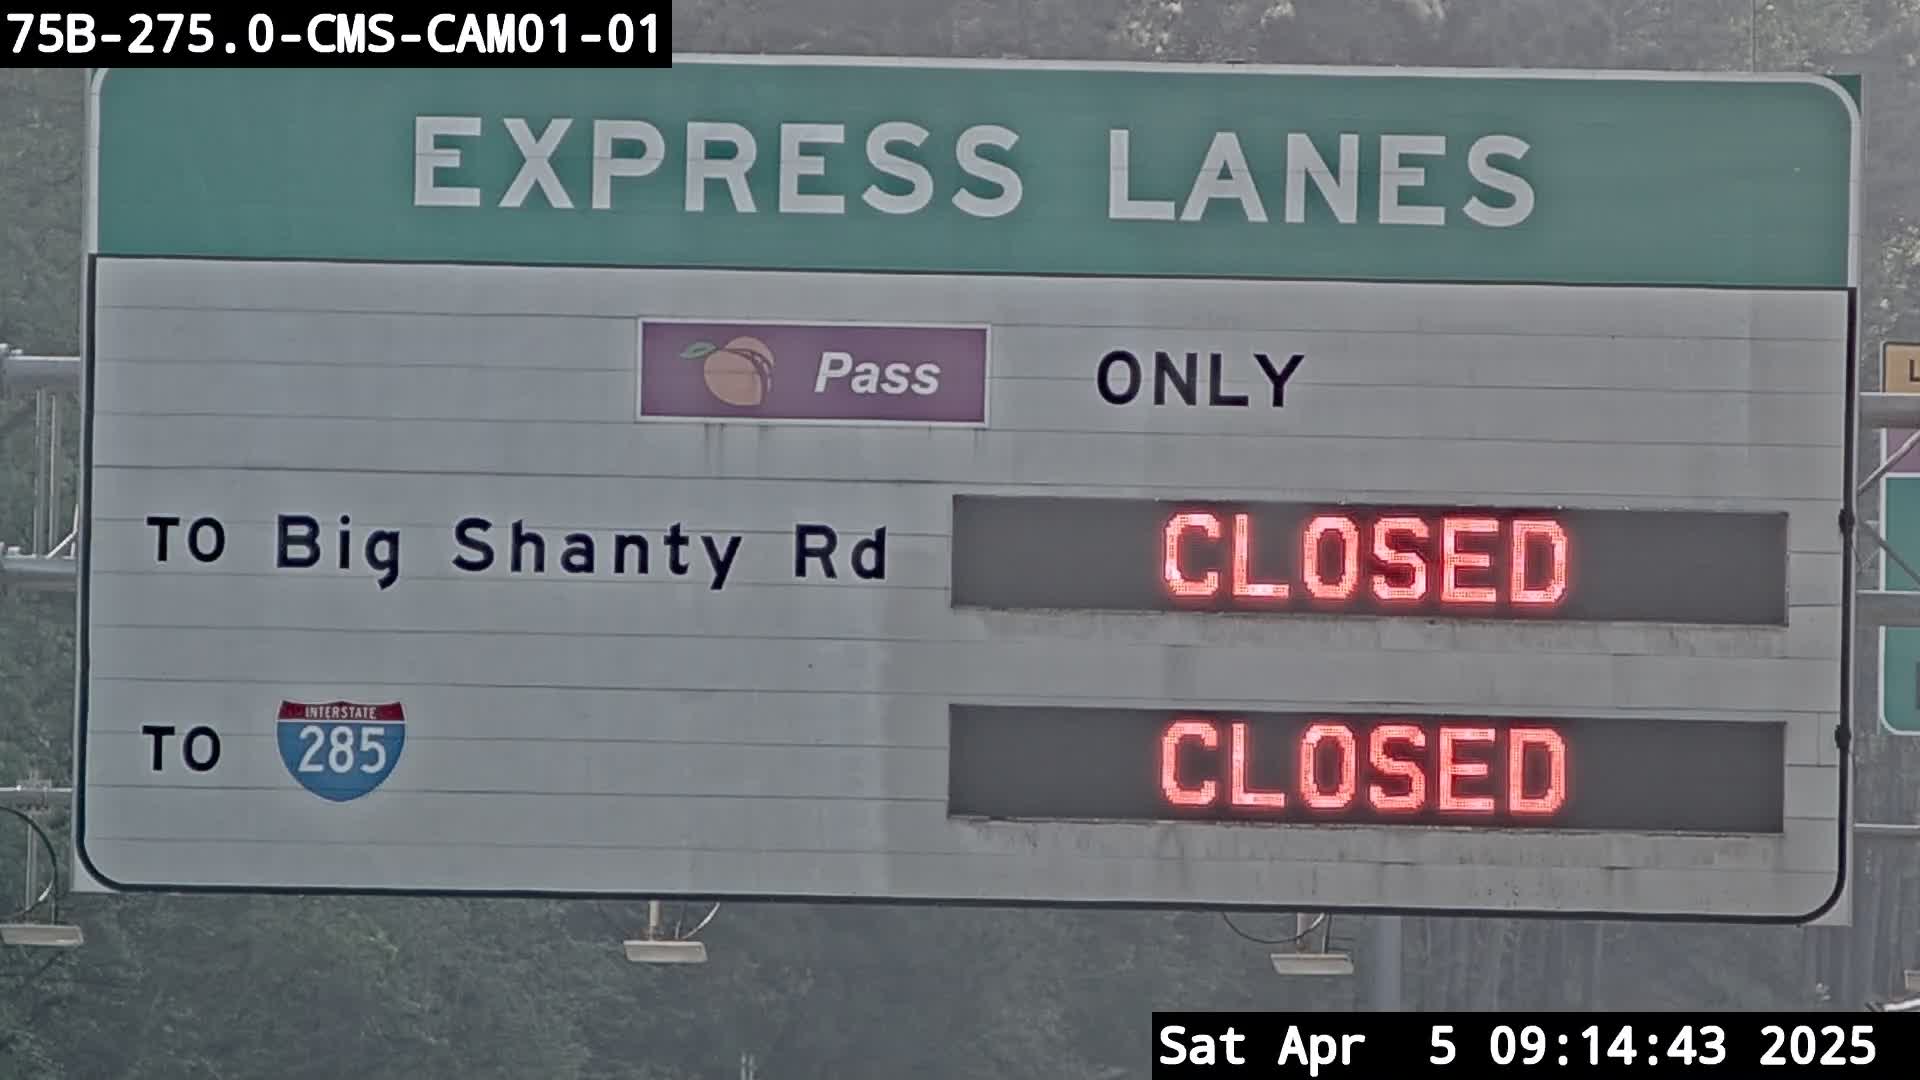 75B-275.0-CMS-CAM01-01
EXPRESS LANES
Pass ONLY
TO Big Shanty Rd CLOSED
TO INTERSTATE 285 CLOSED
Sat Apr 5 09:14:43 2025